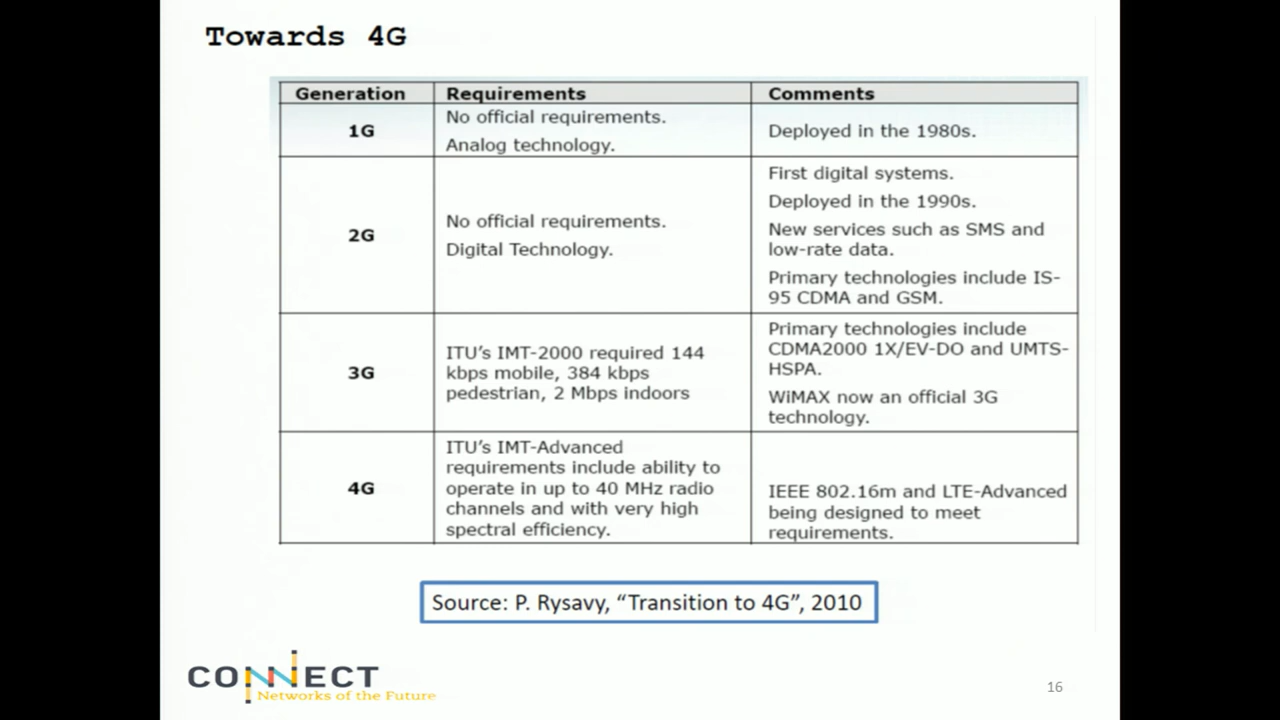 Towards 4G
Generation
Requirements
Comments
1G
No official requirements.
Analog technology.
Deployed in the 1980s.
2G
No official requirements.
Digital Technology.
First digital systems.
Deployed in the 1990s.
New services such as SMS and
low-rate data.
Primary technologies include IS-
95 CDMA and GSM.
3G
ITU's IMT-2000 required 144
kbps mobile, 384 kbps
pedestrian, 2 Mbps indoors
Primary technologies include
CDMA2000 1X/EV-DO and UMTS-
HSPA.
WiMAX now an official 3G
technology.
4G
ITU's IMT-Advanced
requirements include ability to
operate in up to 40 MHz radio
channels and with very high
spectral efficiency.
IEEE 802.16m and LTE-Advanced
being designed to meet
requirements.
Source: P. Rysavy, “Transition to 4G”, 2010
CONNECT
Networks of the Future
16